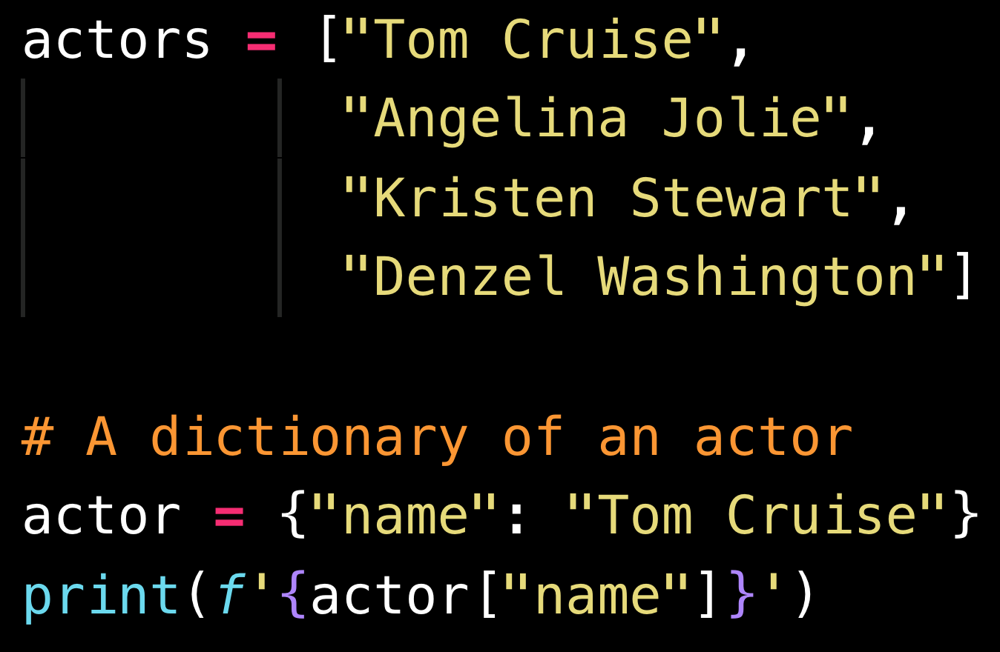 actors = ["Tom Cruise",
"Angelina Jolie",
"Kristen Stewart",
"Denzel Washington"]
# A dictionary of an actor
actor = {"name": "Tom Cruise"}
print(f'{actor["name"]}')